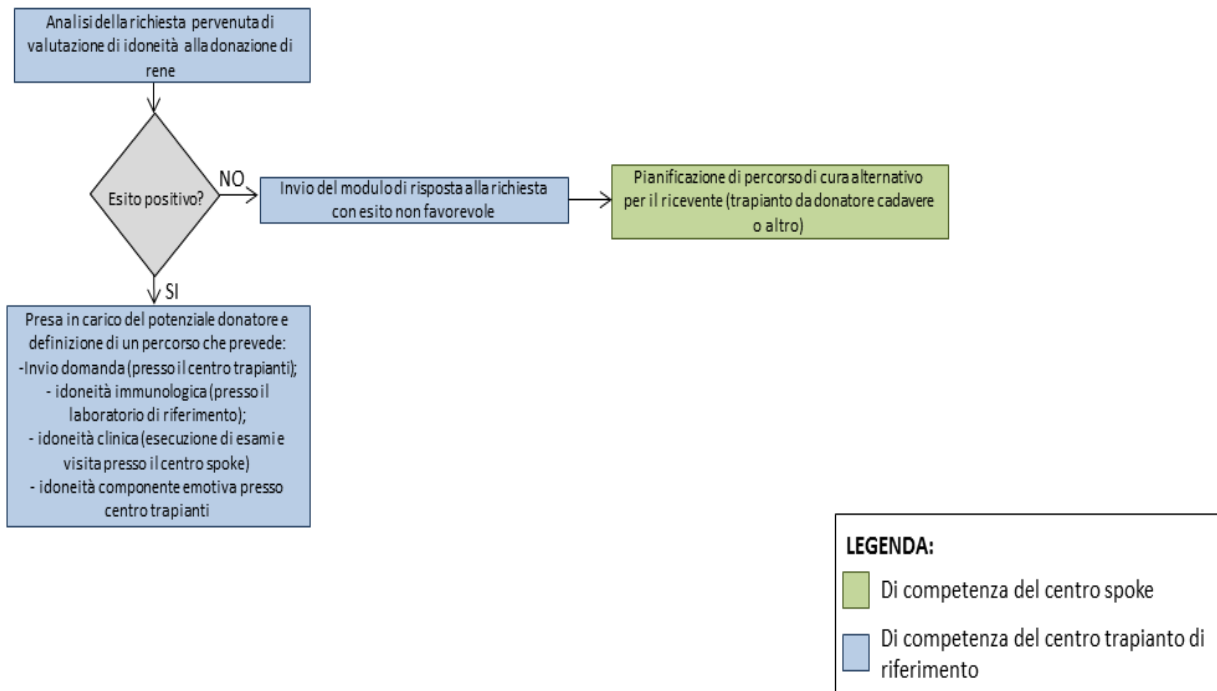 Analisi della richiesta pervenuta di
valutazione di idoneità alla donazione di
rene
Esito positivo?
NO
Invio del modulo di risposta alla richiesta
con esito non favorevole
Pianificazione di percorso di cura alternativo
per il ricevente (trapianto da donatore cadavere
o altro)
SI
Presa in carico del potenziale donatore e
definizione di un percorso che prevede:
-Invio domanda (presso il centro trapianti);
- idoneità immunologica (presso il
laboratorio di riferimento);
- idoneità clinica (esecuzione di esami e
visita presso il centro spoke)
- idoneità componente emotiva presso
centro trapianti
LEGENDA:
Di competenza del centro spoke
Di competenza del centro trapianto di
riferimento